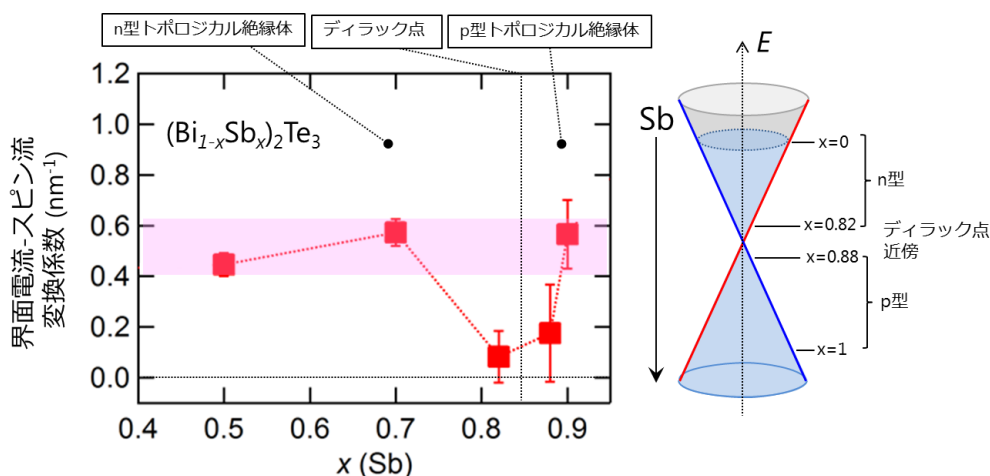 n型トポロジカル絶縁体
ディラック点
p型トポロジカル絶縁体
界面電流-スピン流
変換係数 (nm-1)
1.2
1.0
0.8
0.6
0.4
0.2
0.0
(Bi1-xSbx)2Te3
0.4
0.5
0.6
0.7
0.8
0.9
x (Sb)
E
Sb
x=0
n型
x=0.82
ディラック点
近傍
x=0.88
p型
x=1